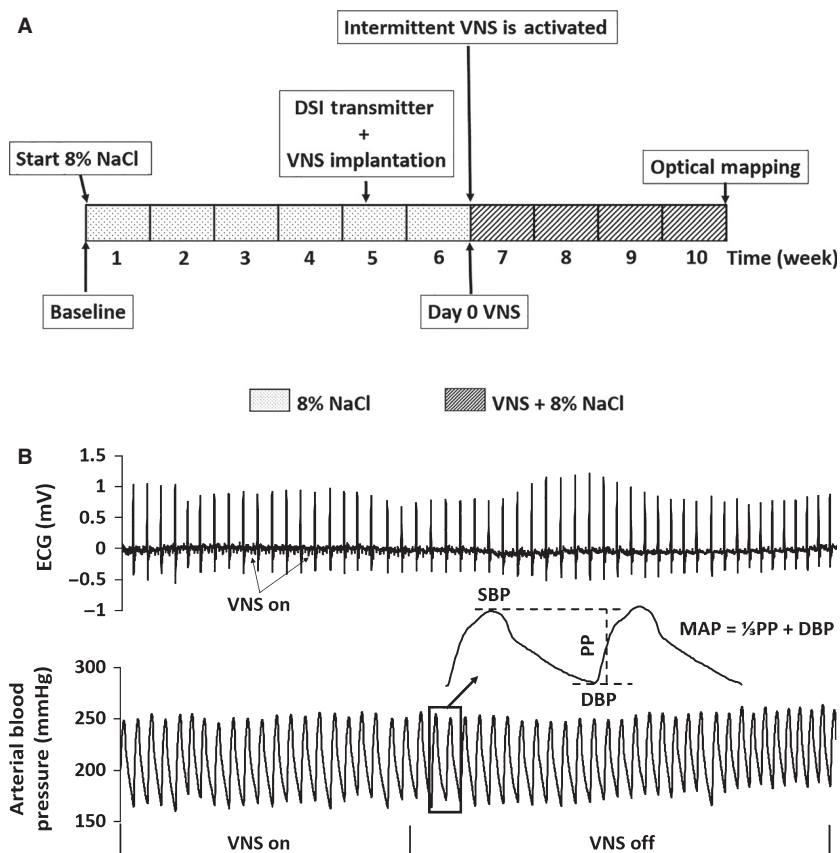 A
Intermittent VNS is activated
DSI transmitter
+
VNS implantation
Start 8% NaCl
Optical mapping
1 2 3 4 5 6 7 8 9 10 Time (week)
Baseline
Day 0 VNS
8% NaCl
VNS + 8% NaCl
B
ECG (mV)
1.5
1
0.5
0
–0.5
–1
VNS on
SBP
PP
DBP
MAP = ⅓PP + DBP
Arterial blood
pressure (mmHg)
300
250
200
150
VNS on
VNS off